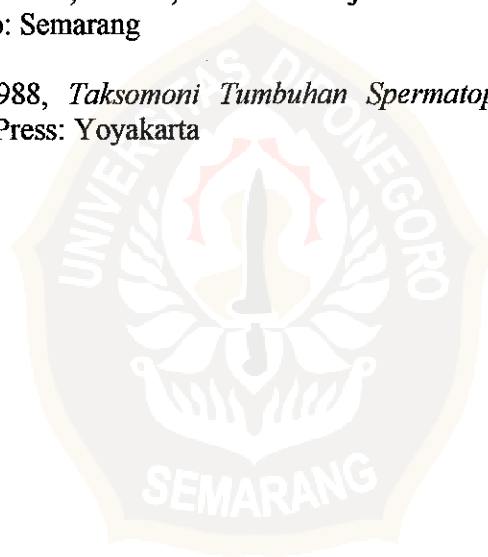 o: Semarang
988, Taksomoni Tumbuhan Spermatop
Press: Yoyakarta
UNIVERSITAS DIPONEGORO
SEMARANG